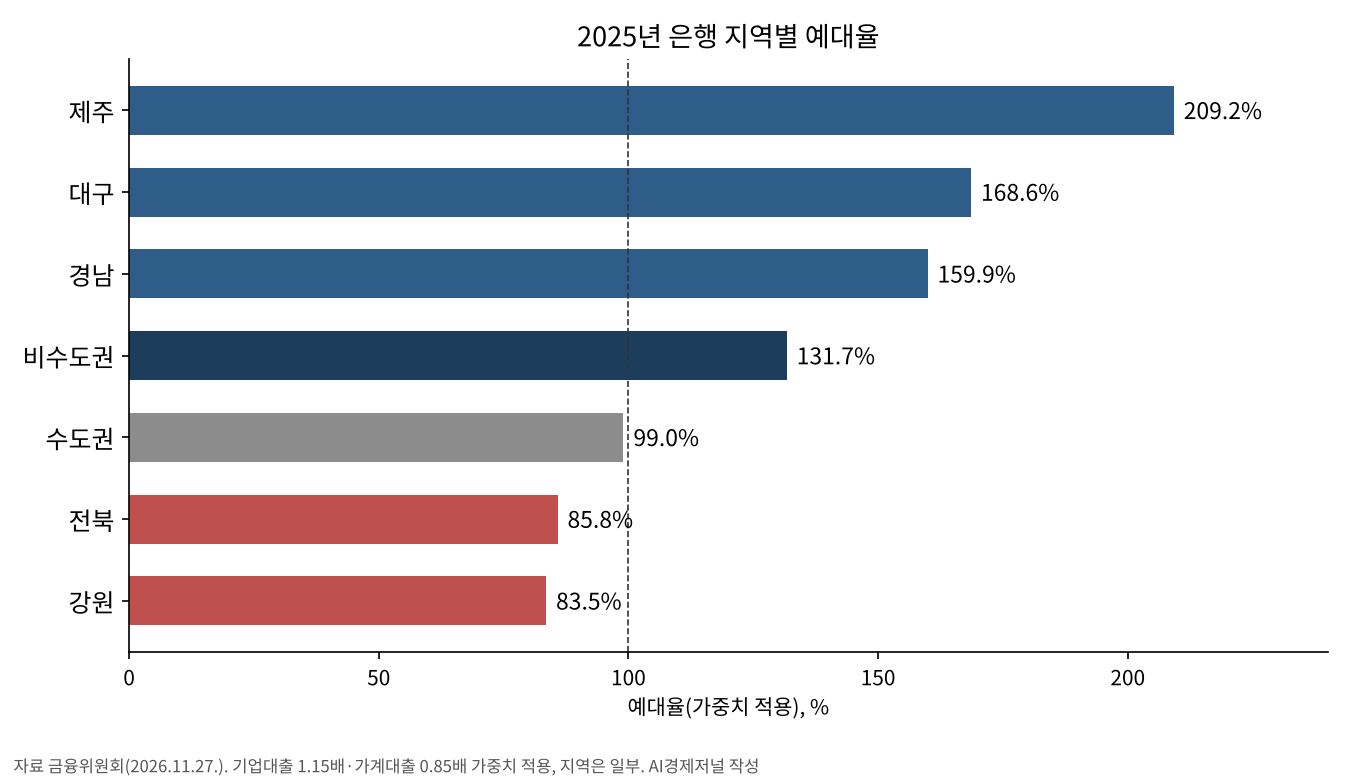 2025년 은행 지역별 예대율
제주 209.2%
대구 168.6%
경남 159.9%
비수도권 131.7%
수도권 99.0%
전북 85.8%
강원 83.5%
0 50 100 150 200
예대율(가중치 적용), %
자료 금융위원회(2026.11.27.). 기업대출 1.15배·가계대출 0.85배 가중치 적용, 지역은 일부. AI경제저널 작성